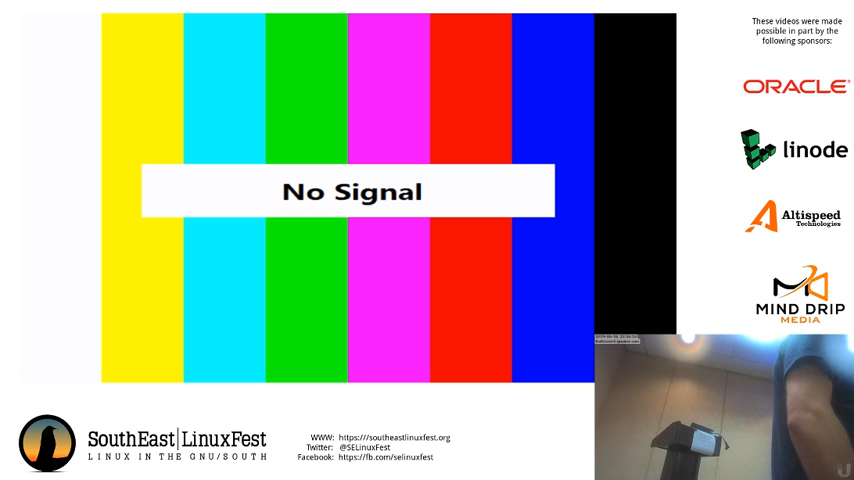 These videos were made
possible in part by the
following sponsors:
ORACLE
linode
Altispeed
Technologies
MIND DRIP
MEDIA
No Signal
SouthEast|LinuxFest
LINUX IN THE GNU/SOUTH
WWW: https:///southeastlinuxfest.org
Twitter: @SELinuxFest
Facebook: https://fb.com/selinuxfest